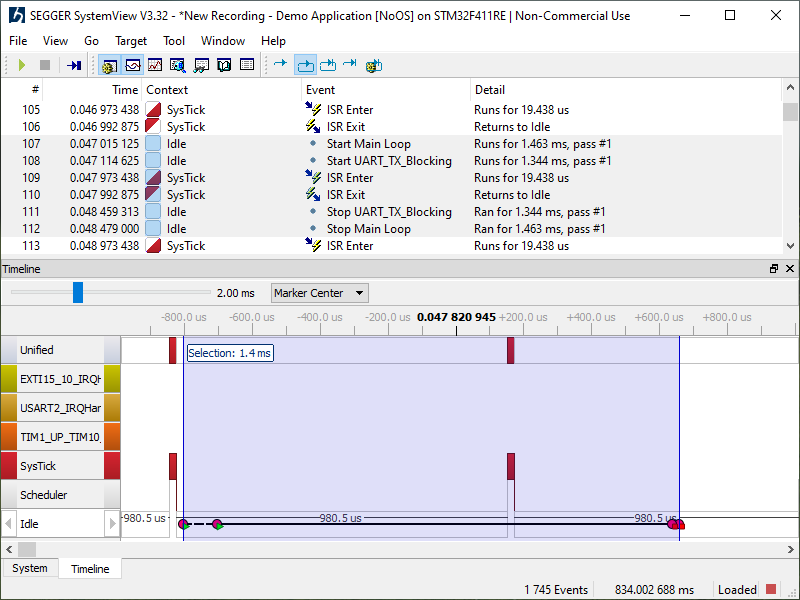 SEGGER SystemView V3.32 - *New Recording - Demo Application [NoOS] on STM32F411RE | Non-Commercial Use
File View Go Target Tool Window Help
# Time Context Event Detail
105 0.046 973 438 SysTick ISR Enter Runs for 19.438 us
106 0.046 992 875 SysTick ISR Exit Returns to Idle
107 0.047 015 125 Idle Start Main Loop Runs for 1.463 ms, pass #1
108 0.047 114 625 Idle Start UART_TX_Blocking Runs for 1.344 ms, pass #1
109 0.047 973 438 SysTick ISR Enter Runs for 19.438 us
110 0.047 992 875 SysTick ISR Exit Returns to Idle
111 0.048 459 313 Idle Stop UART_TX_Blocking Ran for 1.344 ms, pass #1
112 0.048 479 000 Idle Stop Main Loop Ran for 1.463 ms, pass #1
113 0.048 973 438 SysTick ISR Enter Runs for 19.438 us
Timeline
2.00 ms Marker Center
-800.0 us -600.0 us -400.0 us -200.0 us 0.047 820 945 +200.0 us +400.0 us +600.0 us +800.0 us
Unified
Selection: 1.4 ms
EXTI15_10_IRQH
USART2_IRQHar
TIM1_UP_TIM10_
SysTick
Scheduler
Idle
980.5 us 980.5 us 980.5 us
System Timeline
1 745 Events 834.002 688 ms Loaded